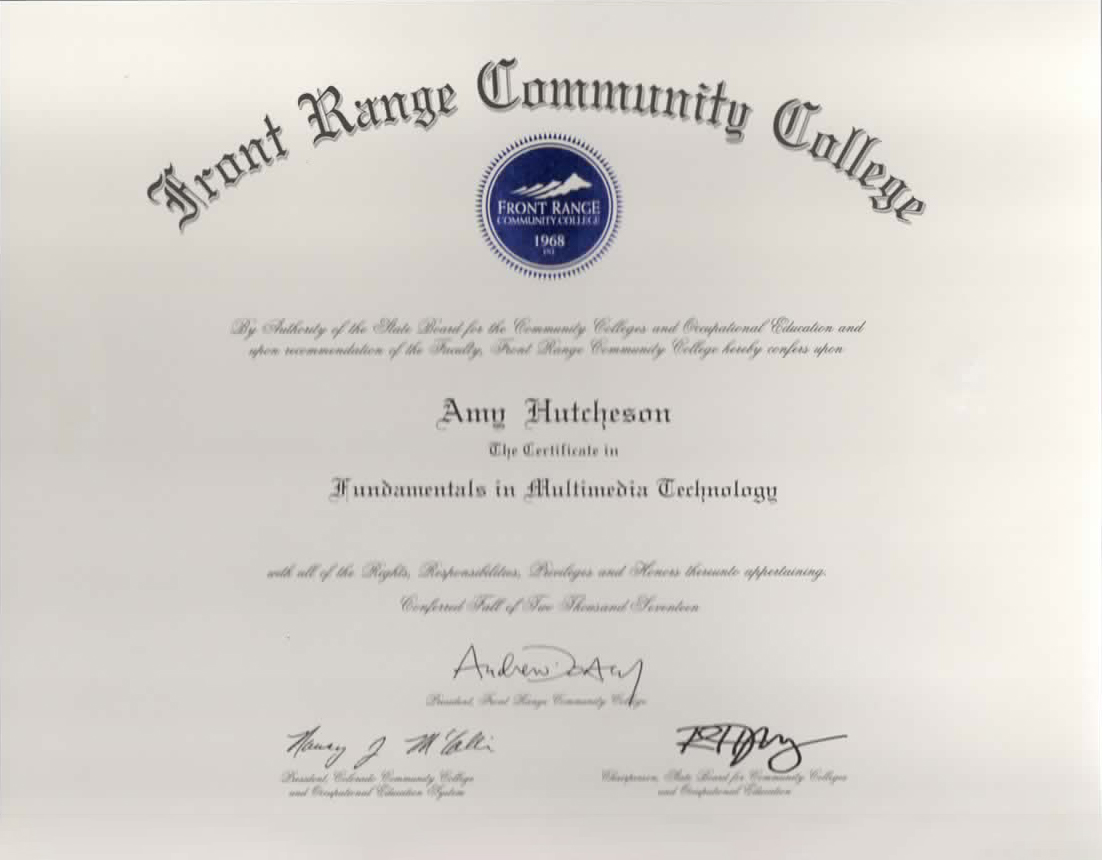 Front Range Community College
FRONT RANGE
COMMUNITY COLLEGE
1968
By Authority of the State Board for the Community Colleges and Occupational Education and
upon recommendation of the Faculty, Front Range Community College hereby confers upon
Amy Hutcheson
The Certificate in
Fundamentals in Multimedia Technology
with all of the Rights, Responsibilities, Privileges and Honors thereunto appertaining.
Conferred Fall of Two Thousand Seventeen
Andrew
President, Front Range Community College
Nancy J
President, Colorado Community College
and Occupational Education System
Chairperson, State Board for Community Colleges
and Occupational Education